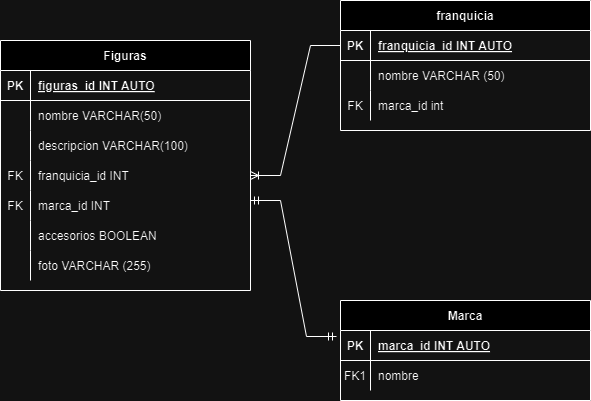 Figuras
PK figuras_id INT AUTO
nombre VARCHAR(50)
descripcion VARCHAR(100)
FK franquicia_id INT
FK marca_id INT
accesorios BOOLEAN
foto VARCHAR (255)
franquicia
PK franquicia_id INT AUTO
nombre VARCHAR (50)
FK marca_id int
Marca
PK marca_id INT AUTO
FK1 nombre